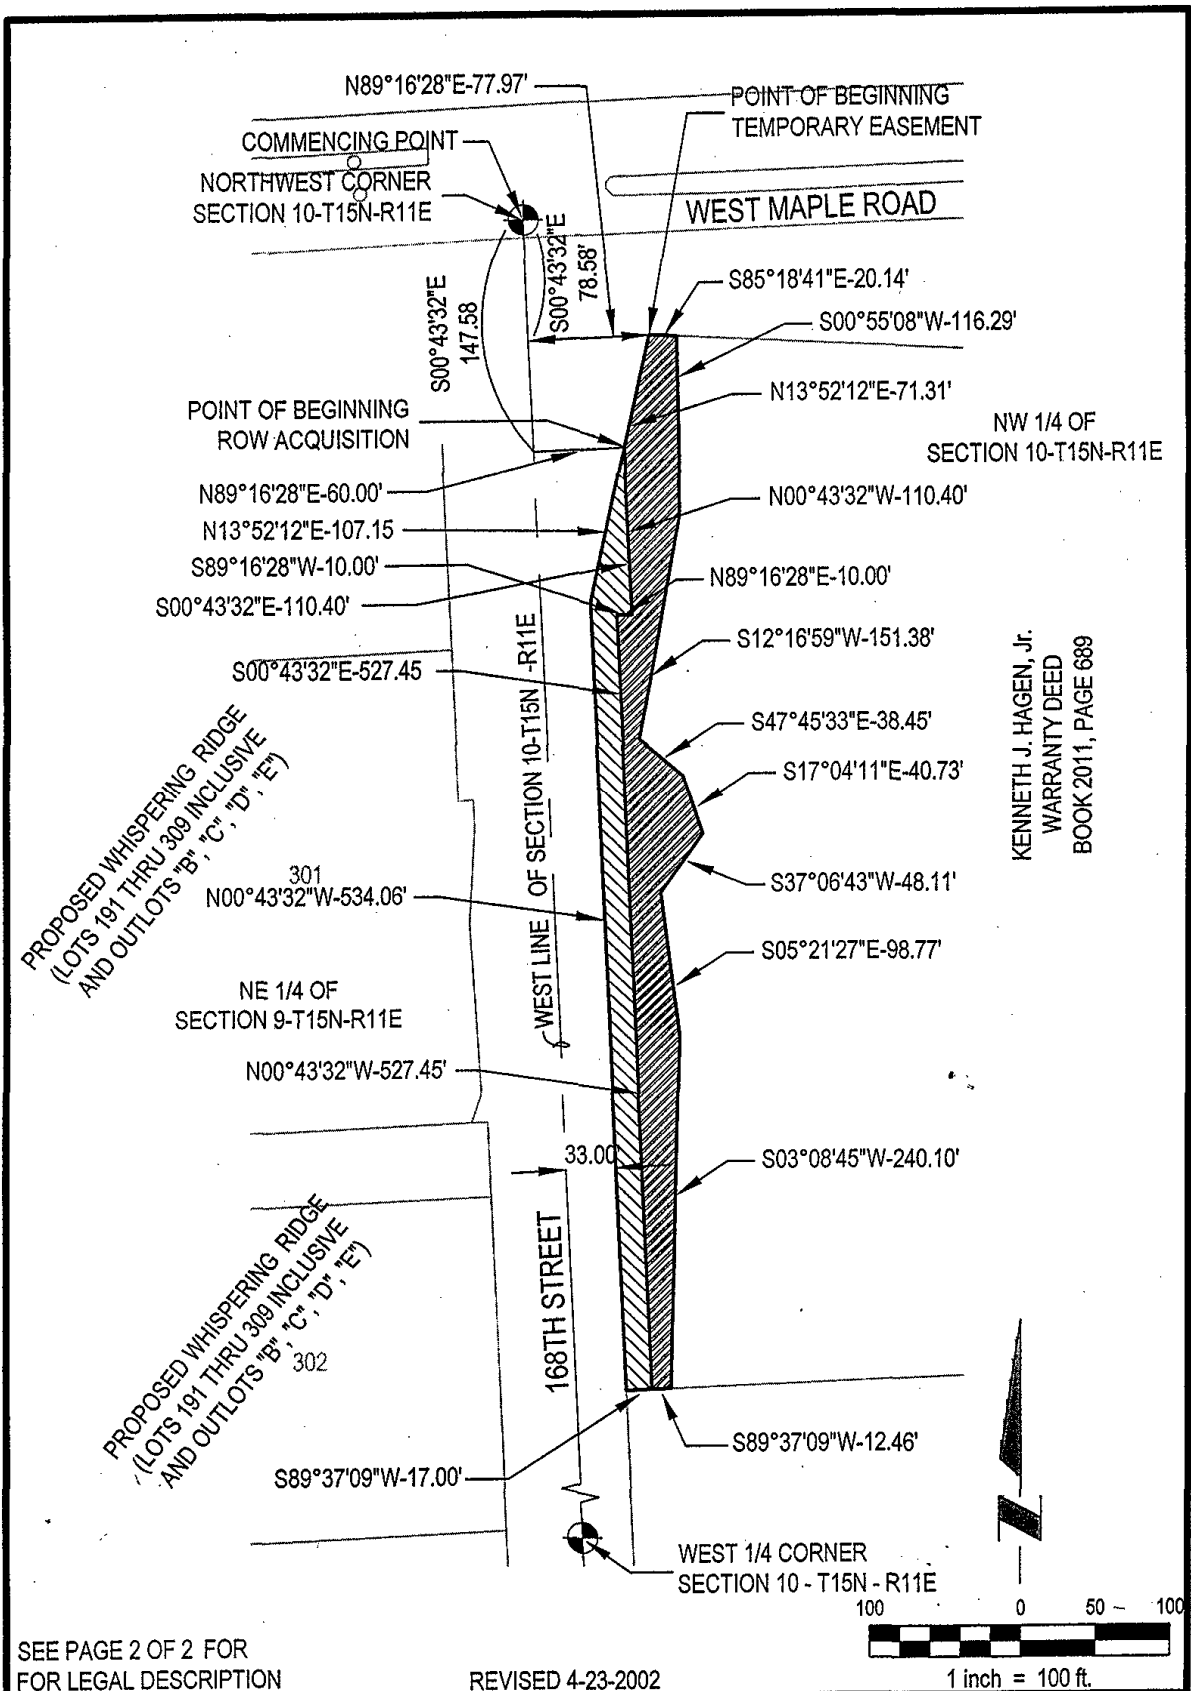 N89°16'28"E-77.97'
POINT OF BEGINNING
TEMPORARY EASEMENT
COMMENCING POINT
NORTHWEST CORNER
SECTION 10-T15N-R11E
WEST MAPLE ROAD
S00°43'32"E
78.58'
S00°43'32"E
147.58
S85°18'41"E-20.14'
S00°55'08"W-116.29'
N13°52'12"E-71.31'
POINT OF BEGINNING
ROW ACQUISITION
NW 1/4 OF
SECTION 10-T15N-R11E
N89°16'28"E-60.00'
N00°43'32"W-110.40'
N13°52'12"E-107.15
S89°16'28"W-10.00'
N89°16'28"E-10.00'
S00°43'32"E-110.40'
S12°16'59"W-151.38'
S00°43'32"E-527.45
S47°45'33"E-38.45'
S17°04'11"E-40.73'
KENNETH J. HAGEN, Jr.
WARRANTY DEED
BOOK 2011, PAGE 689
PROPOSED WHISPERING RIDGE
(LOTS 191 THRU 309 INCLUSIVE
AND OUTLOTS "B", "C", "D", "E")
301
N00°43'32"W-534.06'
S37°06'43"W-48.11'
WEST LINE OF SECTION 10-T15N -R11E
S05°21'27"E-98.77'
NE 1/4 OF
SECTION 9-T15N-R11E
N00°43'32"W-527.45'
33.00'
S03°08'45"W-240.10'
168TH STREET
PROPOSED WHISPERING RIDGE
(LOTS 191 THRU 309 INCLUSIVE
AND OUTLOTS "B", "C", "D", "E")
302
S89°37'09"W-12.46'
S89°37'09"W-17.00'
WEST 1/4 CORNER
SECTION 10 - T15N - R11E
100 0 50 100
1 inch = 100 ft.
SEE PAGE 2 OF 2 FOR
FOR LEGAL DESCRIPTION
REVISED 4-23-2002